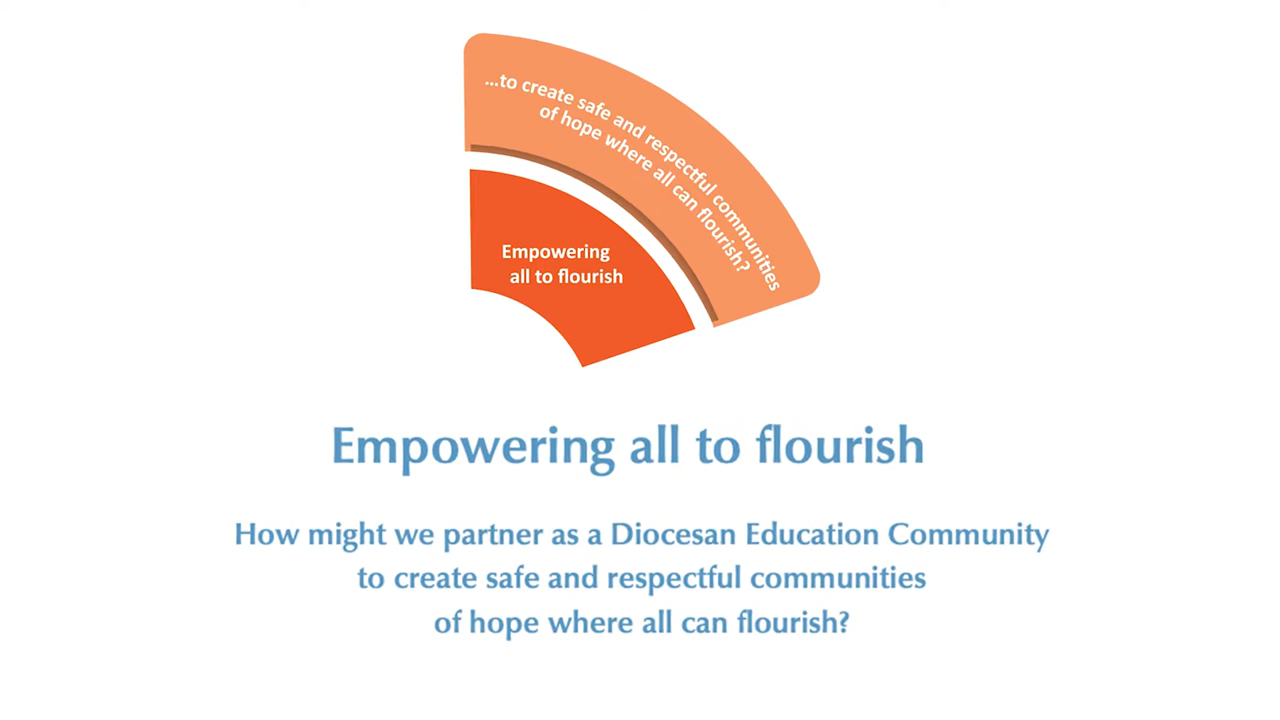 ...to create safe and respectful communities
of hope where all can flourish?
Empowering
all to flourish
Empowering all to flourish
How might we partner as a Diocesan Education Community
to create safe and respectful communities
of hope where all can flourish?